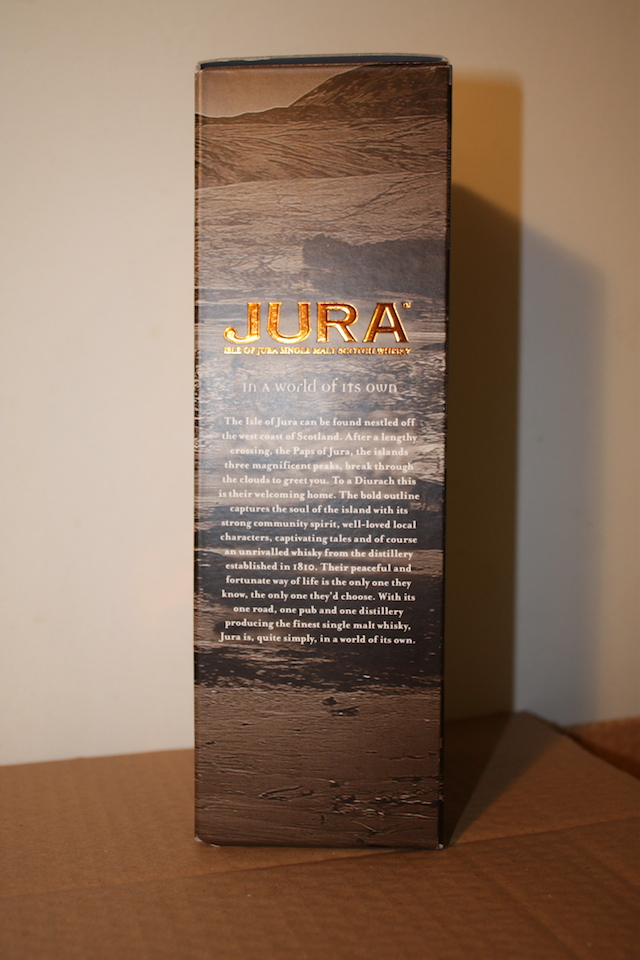 JURA™
ISLE OF JURA SINGLE MALT SCOTCH WHISKY
in a world of its own
The Isle of Jura can be found nestled off
the west coast of Scotland. After a lengthy
crossing, the Paps of Jura, the islands
three magnificent peaks, break through
the clouds to greet you. To a Diurach this
is their welcoming home. The bold outline
captures the soul of the island with its
strong community spirit, well-loved local
characters, captivating tales and of course
an unrivalled whisky from the distillery
established in 1810. Their peaceful and
fortunate way of life is the only one they
know, the only one they'd choose. With its
one road, one pub and one distillery
producing the finest single malt whisky,
Jura is, quite simply, in a world of its own.